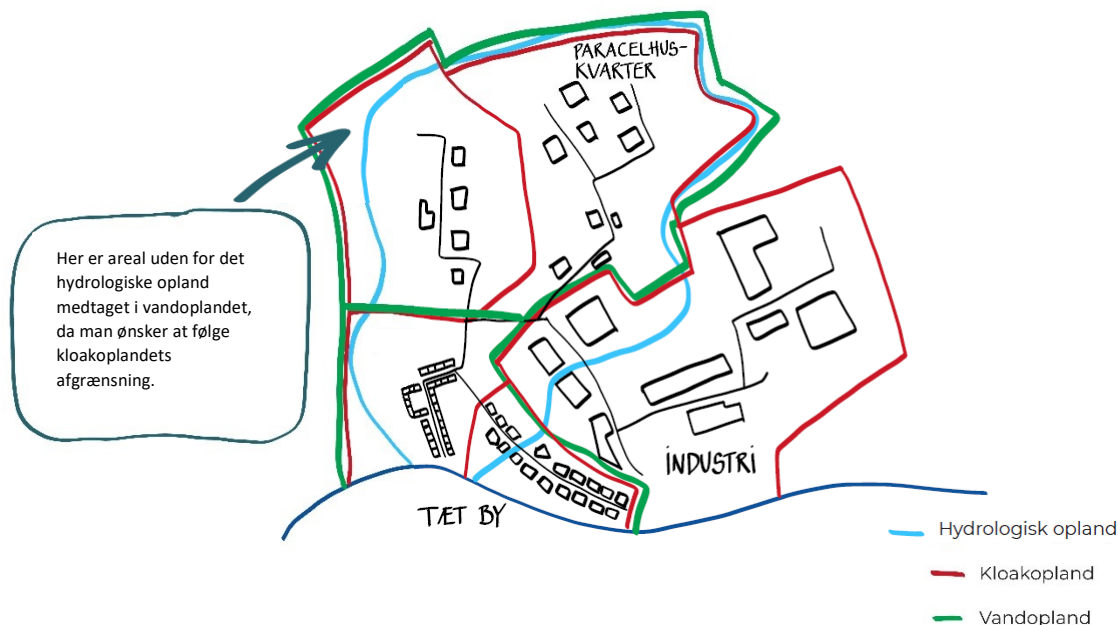 PARACELHUS-
KVARTER
Her er areal uden for det
hydrologiske opland
medtaget i vandoplandet,
da man ønsker at følge
kloakoplandets
afgrænsning.
INDUSTRI
TÆT BY
Hydrologisk opland
Kloakopland
Vandopland